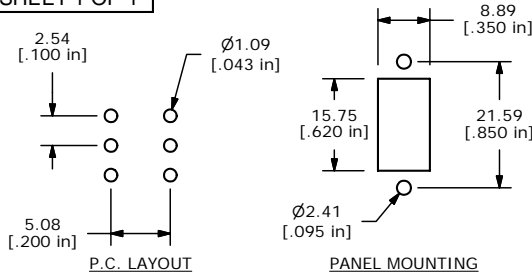 SHEET 1 OF 1
2.54
[.100 in]
Ø1.09
[.043 in]
5.08
[.200 in]
P.C. LAYOUT
8.89
[.350 in]
15.75
[.620 in]
21.59
[.850 in]
Ø2.41
[.095 in]
PANEL MOUNTING